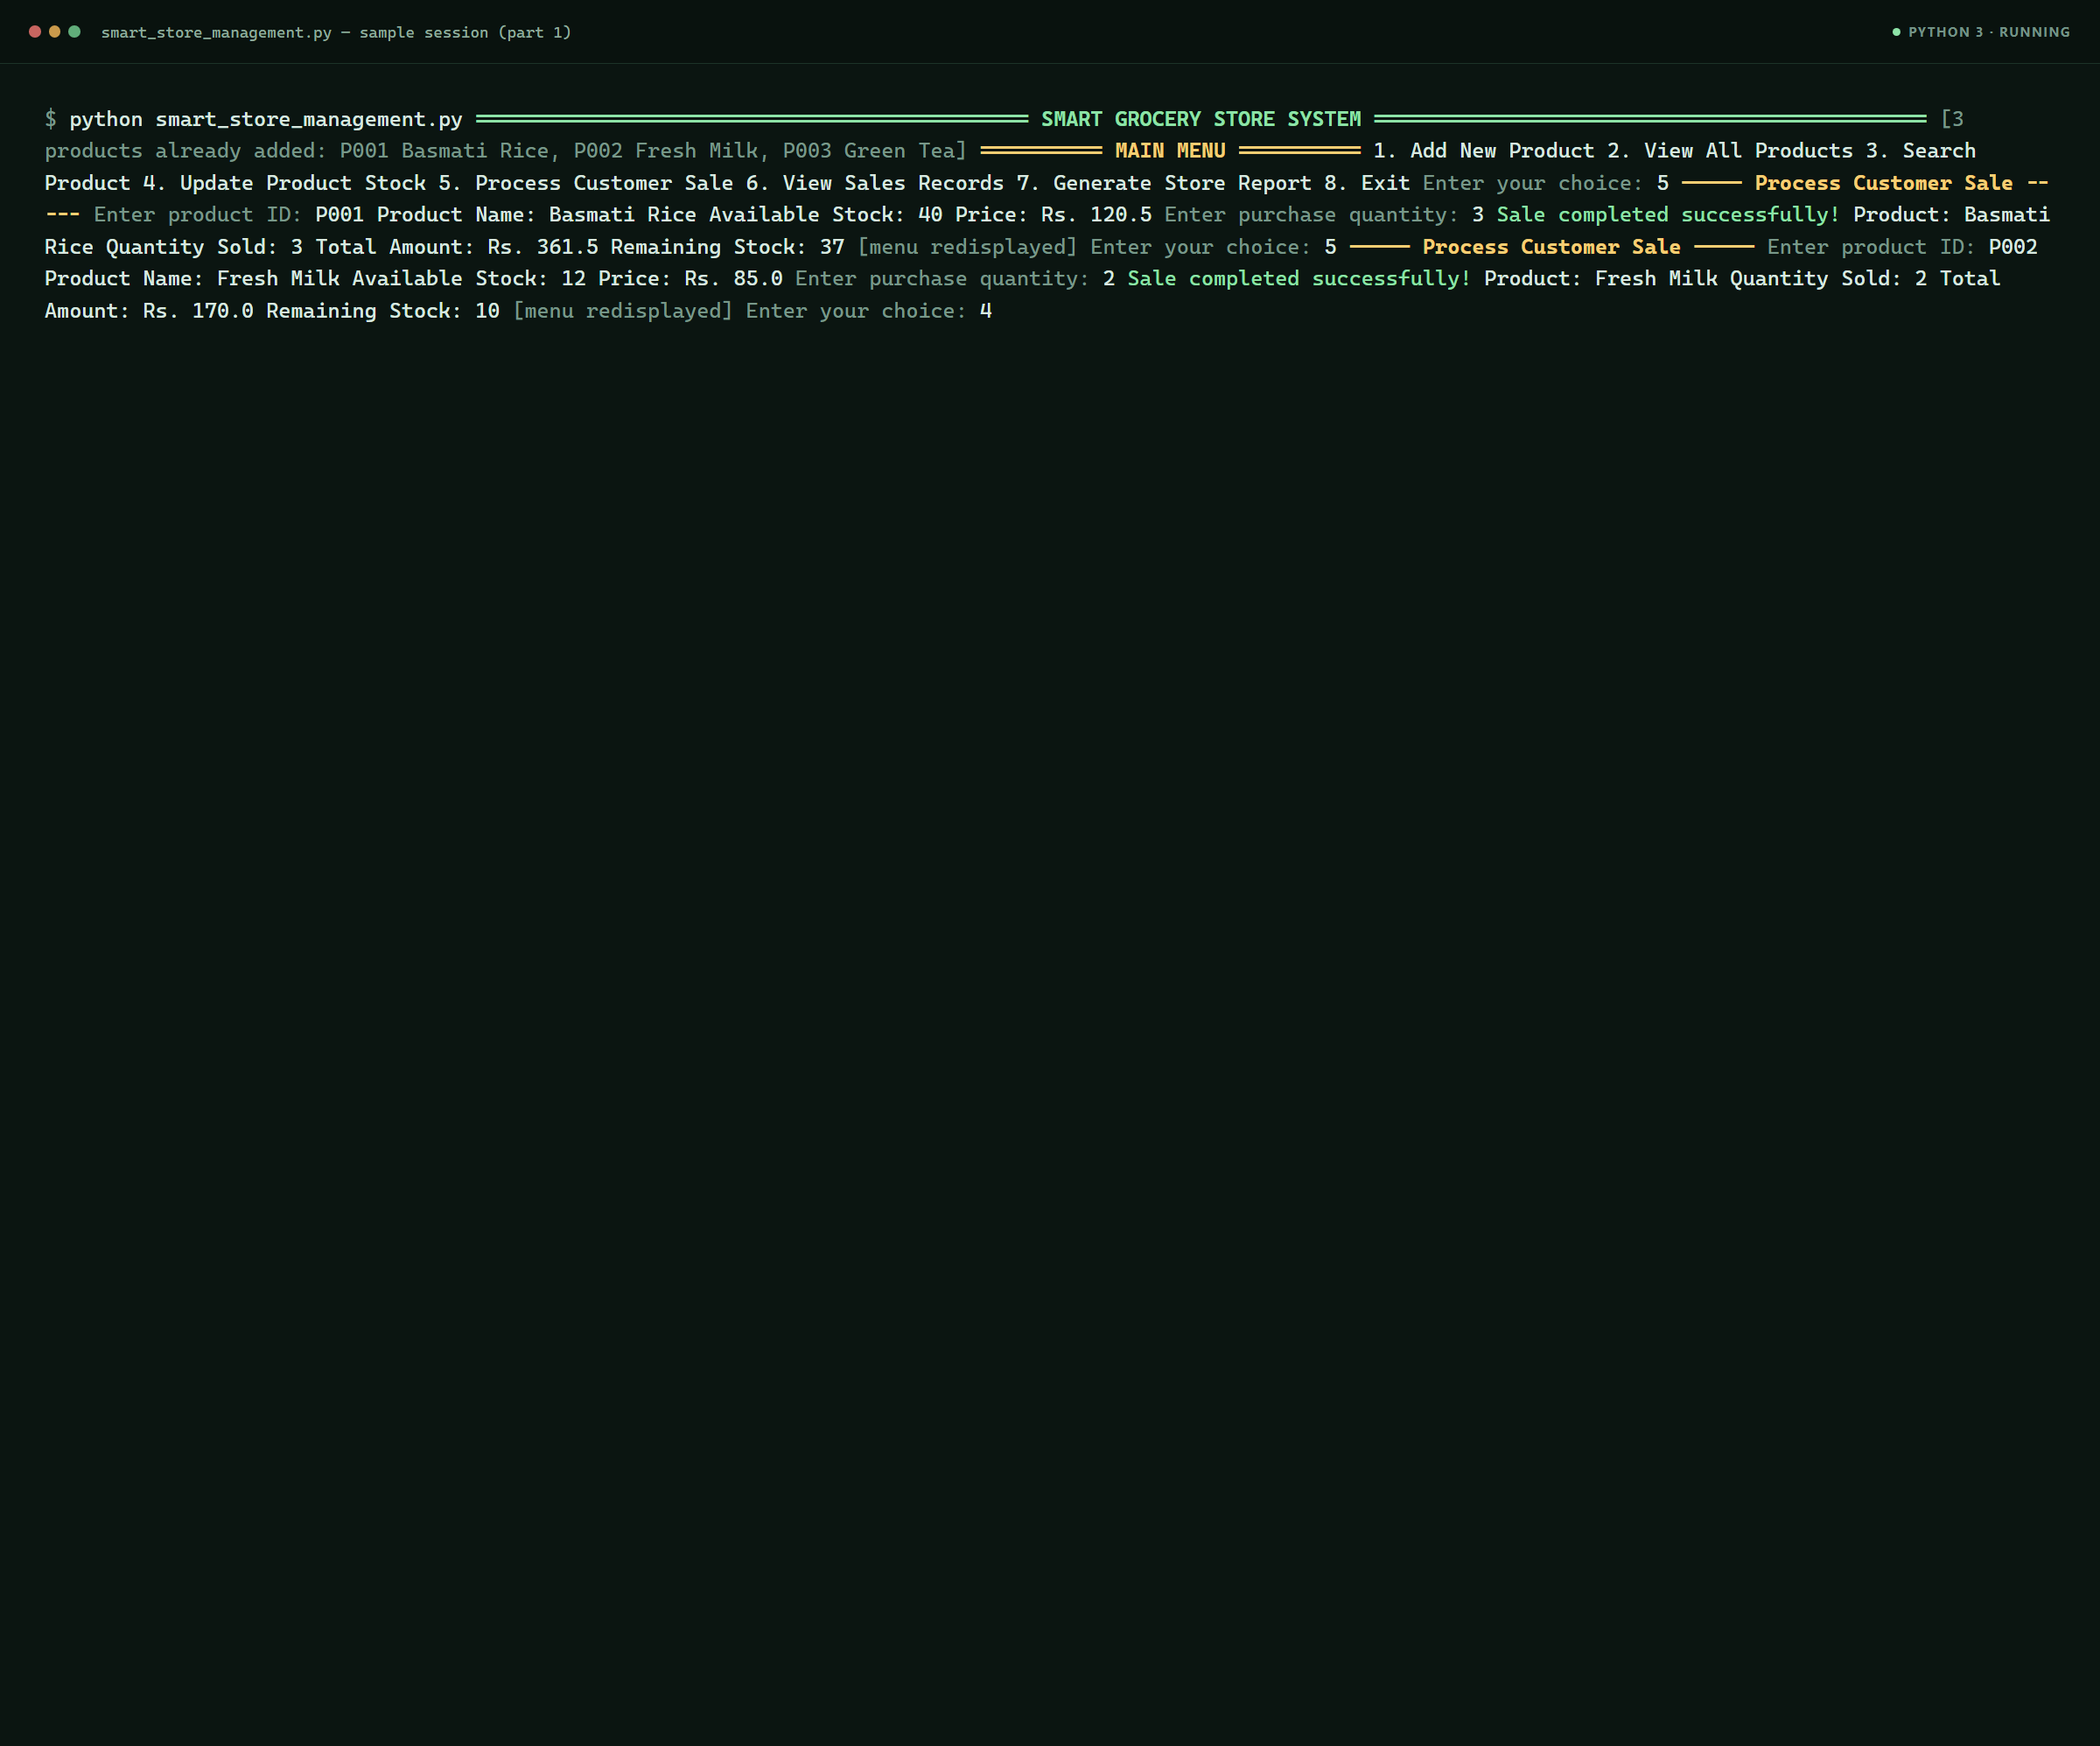 smart_store_management.py — sample session (part 1)
PYTHON 3 · RUNNING
$ python smart_store_management.py ============================================= SMART GROCERY STORE SYSTEM ============================================= [3
products already added: P001 Basmati Rice, P002 Fresh Milk, P003 Green Tea] ========== MAIN MENU ========== 1. Add New Product 2. View All Products 3. Search
Product 4. Update Product Stock 5. Process Customer Sale 6. View Sales Records 7. Generate Store Report 8. Exit Enter your choice: 5 ----- Process Customer Sale --
--- Enter product ID: P001 Product Name: Basmati Rice Available Stock: 40 Price: Rs. 120.5 Enter purchase quantity: 3 Sale completed successfully! Product: Basmati
Rice Quantity Sold: 3 Total Amount: Rs. 361.5 Remaining Stock: 37 [menu redisplayed] Enter your choice: 5 ----- Process Customer Sale ----- Enter product ID: P002
Product Name: Fresh Milk Available Stock: 12 Price: Rs. 85.0 Enter purchase quantity: 2 Sale completed successfully! Product: Fresh Milk Quantity Sold: 2 Total
Amount: Rs. 170.0 Remaining Stock: 10 [menu redisplayed] Enter your choice: 4